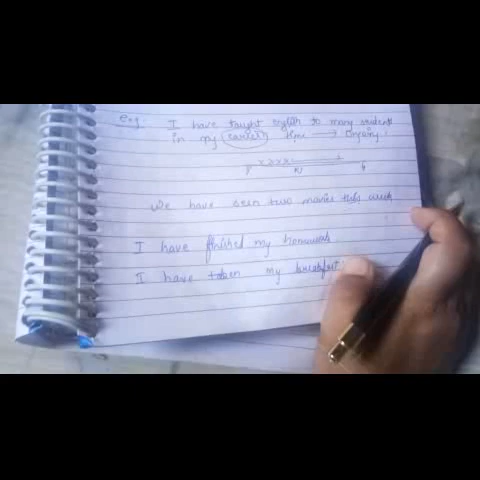 eg:- I have taught english to many students
in my career time → ongoing.
P xxxx x f
N
We have seen two movies this week
I have finished my homework
I have taken my breakfast